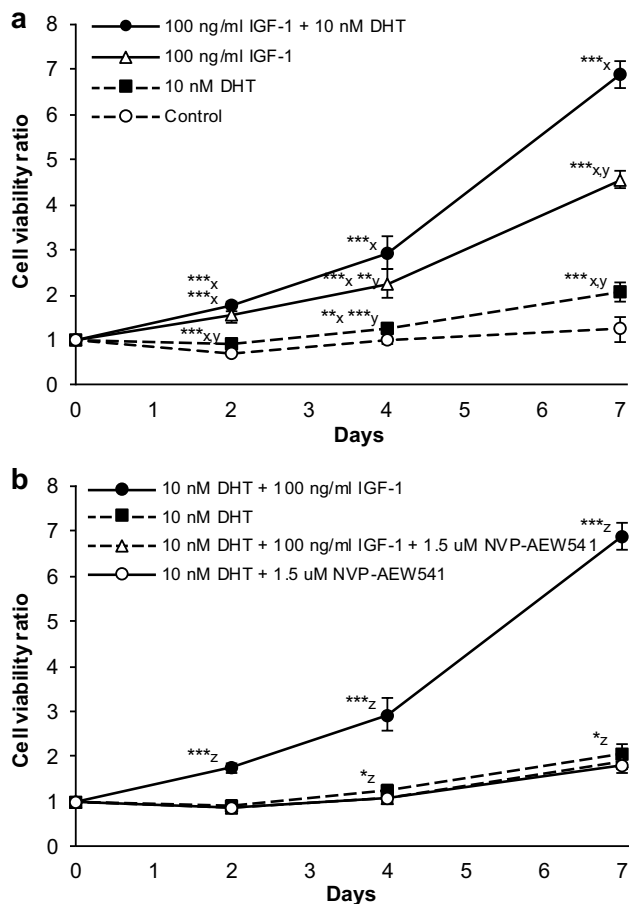 a
100 ng/ml IGF-1 + 10 nM DHT
100 ng/ml IGF-1
10 nM DHT
Control
Cell viability ratio
8
7
6
5
4
3
2
1
0
***x
***x,y
***x
***x **y
***x,y
***x
***x
**x ***y
***x,y
0 1 2 3 4 5 6 7
Days
b
10 nM DHT + 100 ng/ml IGF-1
10 nM DHT
10 nM DHT + 100 ng/ml IGF-1 + 1.5 uM NVP-AEW541
10 nM DHT + 1.5 uM NVP-AEW541
Cell viability ratio
8
7
6
5
4
3
2
1
0
***z
***z
***z
*z
*z
0 1 2 3 4 5 6 7
Days